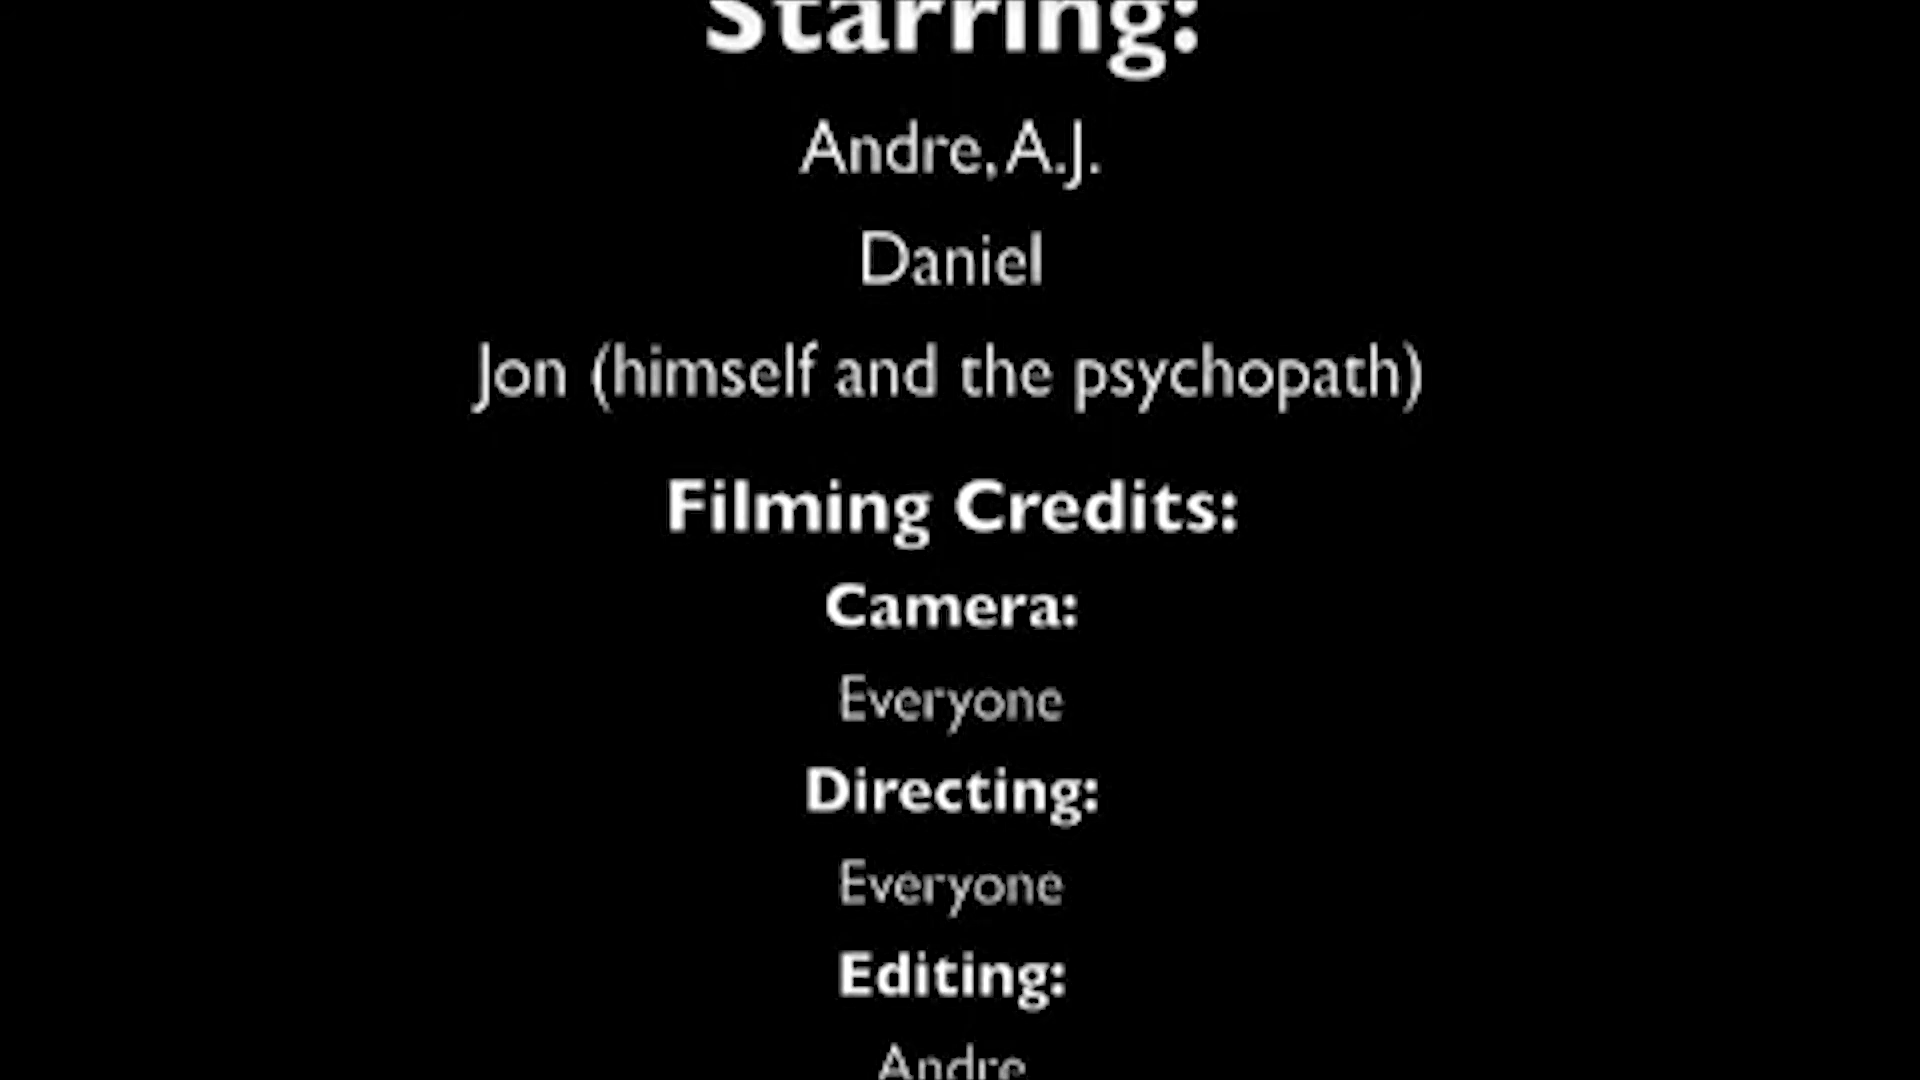 Starring:
Andre, A.J.
Daniel
Jon (himself and the psychopath)
Filming Credits:
Camera:
Everyone
Directing:
Everyone
Editing:
Andre